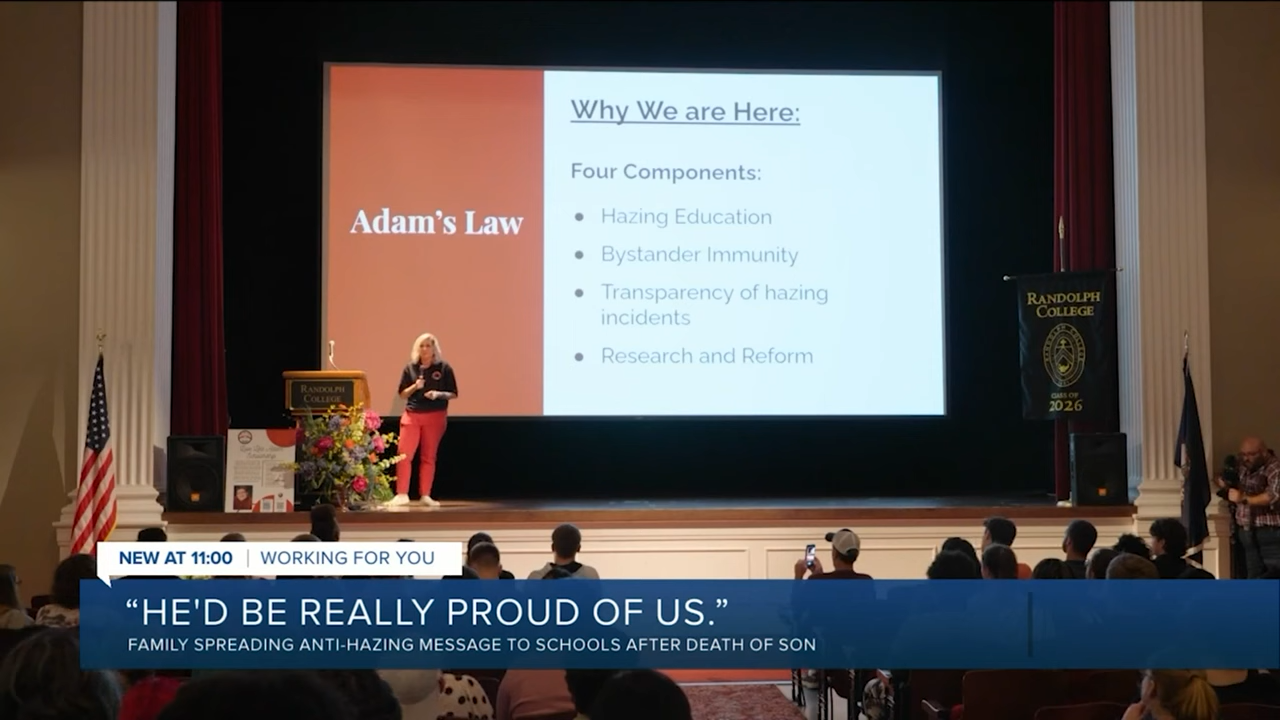 Why We are Here:
Four Components:
Adam's Law
• Hazing Education
• Bystander Immunity
• Transparency of hazing
incidents
• Research and Reform
RANDOLPH
COLLEGE
CLASS OF
2026
RANDOLPH
COLLEGE
NEW AT 11:00 | WORKING FOR YOU
“HE'D BE REALLY PROUD OF US.”
FAMILY SPREADING ANTI-HAZING MESSAGE TO SCHOOLS AFTER DEATH OF SON